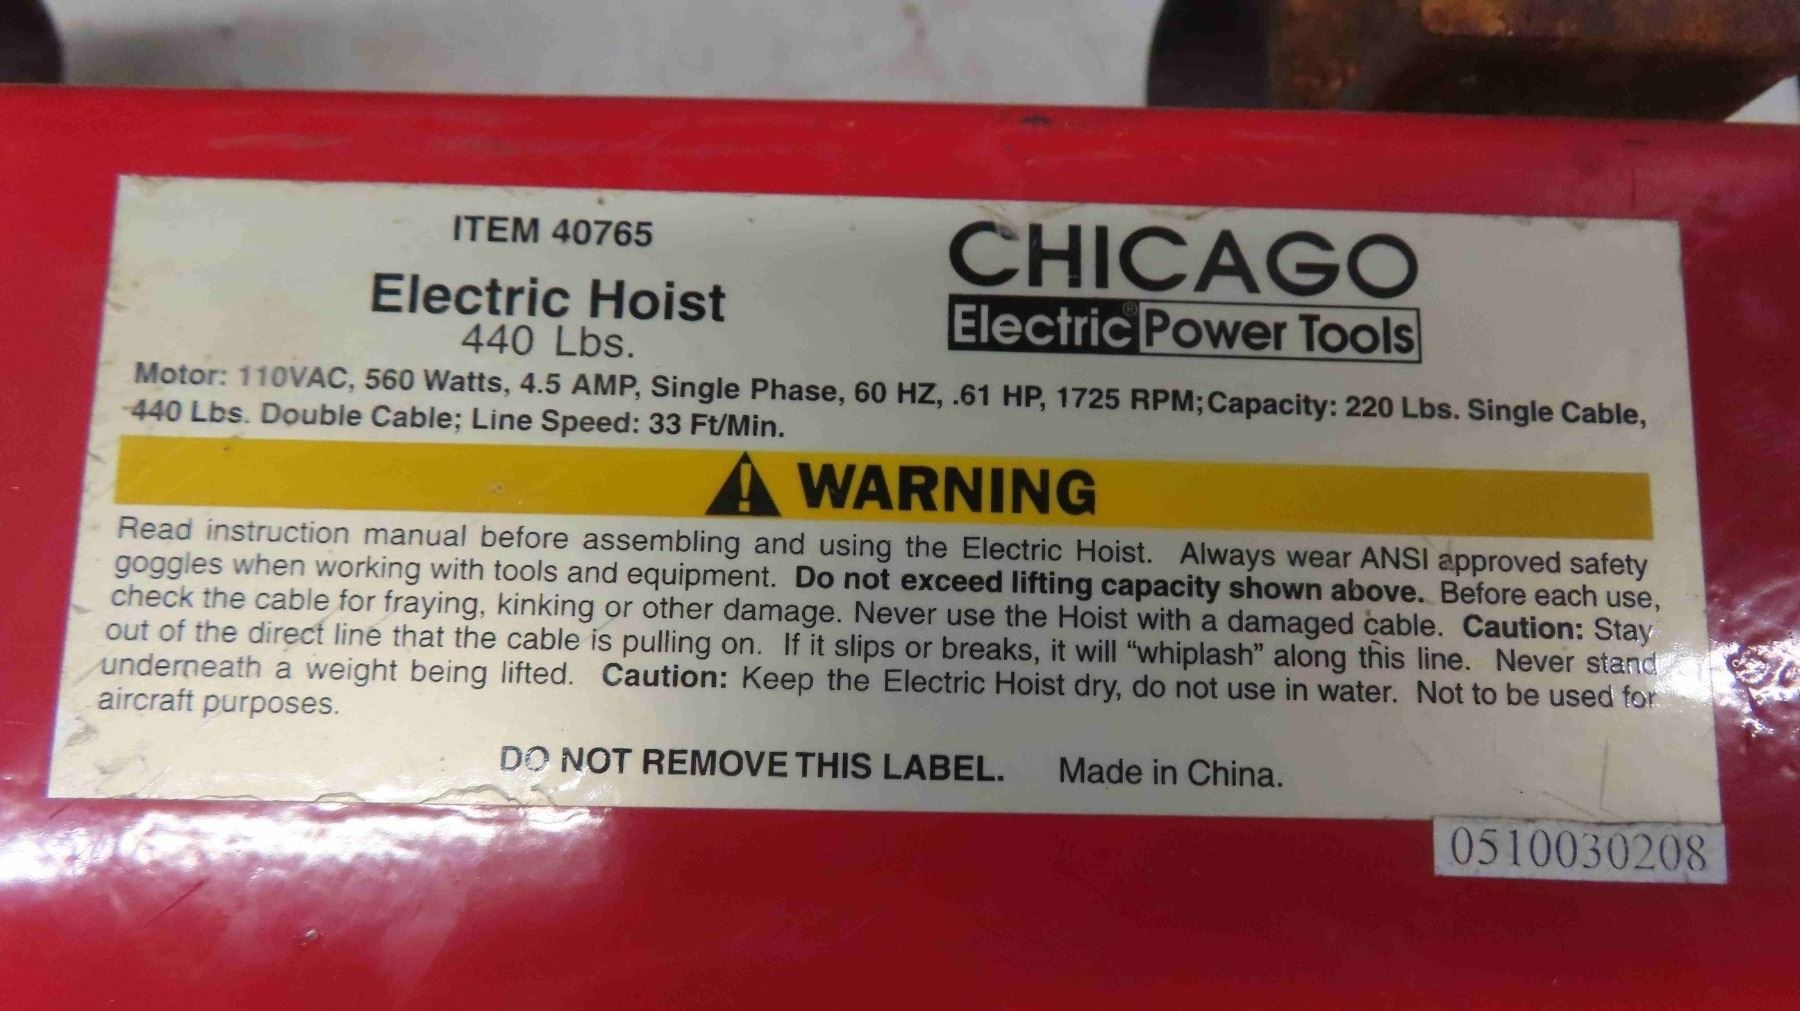 ITEM 40765
Electric Hoist
440 Lbs.
CHICAGO
Electric® Power Tools
Motor: 110VAC, 560 Watts, 4.5 AMP, Single Phase, 60 HZ, .61 HP, 1725 RPM; Capacity: 220 Lbs. Single Cable,
440 Lbs. Double Cable; Line Speed: 33 Ft/Min.
WARNING
Read instruction manual before assembling and using the Electric Hoist. Always wear ANSI approved safety
goggles when working with tools and equipment. Do not exceed lifting capacity shown above. Before each use,
check the cable for fraying, kinking or other damage. Never use the Hoist with a damaged cable. Caution: Stay
out of the direct line that the cable is pulling on. If it slips or breaks, it will “whiplash” along this line. Never stand
underneath a weight being lifted. Caution: Keep the Electric Hoist dry, do not use in water. Not to be used for
aircraft purposes.
DO NOT REMOVE THIS LABEL. Made in China.
0510030208